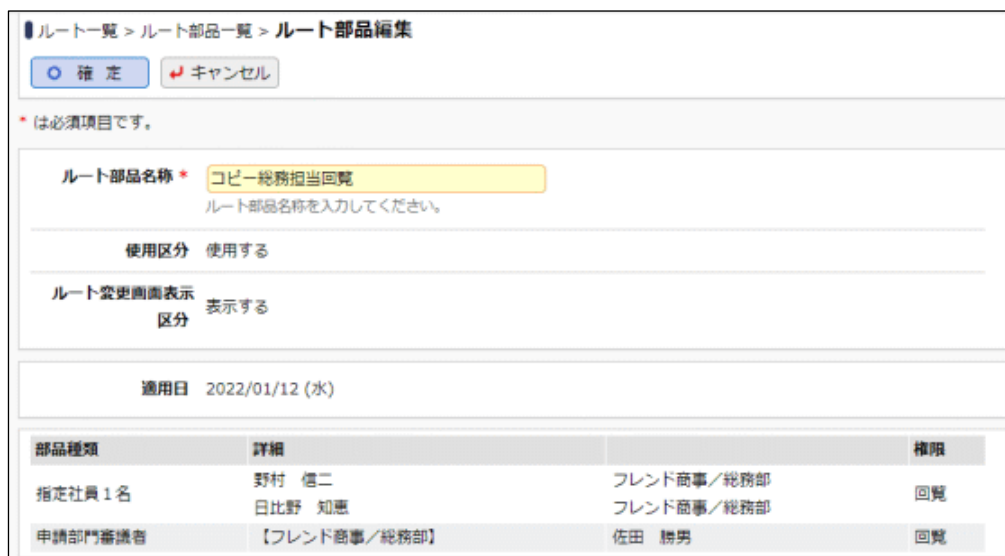 ルート一覧 > ルート部品一覧 > ルート部品編集
確 定 キャンセル
* は必須項目です。
ルート部品名称 * コピー総務担当回覧
ルート部品名称を入力してください。
使用区分 使用する
ルート変更画面表示
区分 表示する
適用日 2022/01/12 (水)
部品種類 詳細 権限
指定社員1名 野村 信二 フレンド商事／総務部 回覧
日比野 知恵 フレンド商事／総務部
申請部門審議者 【フレンド商事／総務部】 佐田 勝男 回覧